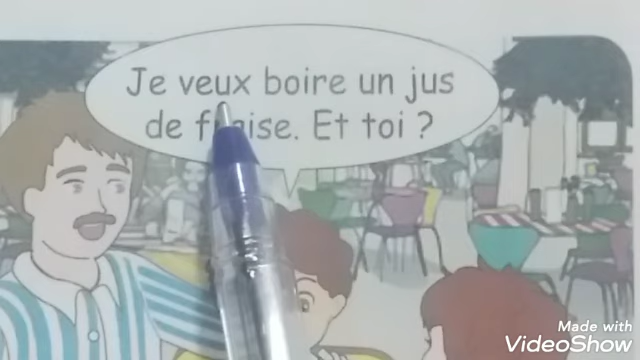 Je veux boire un jus
de fraise. Et toi ?
Made with
VideoShow